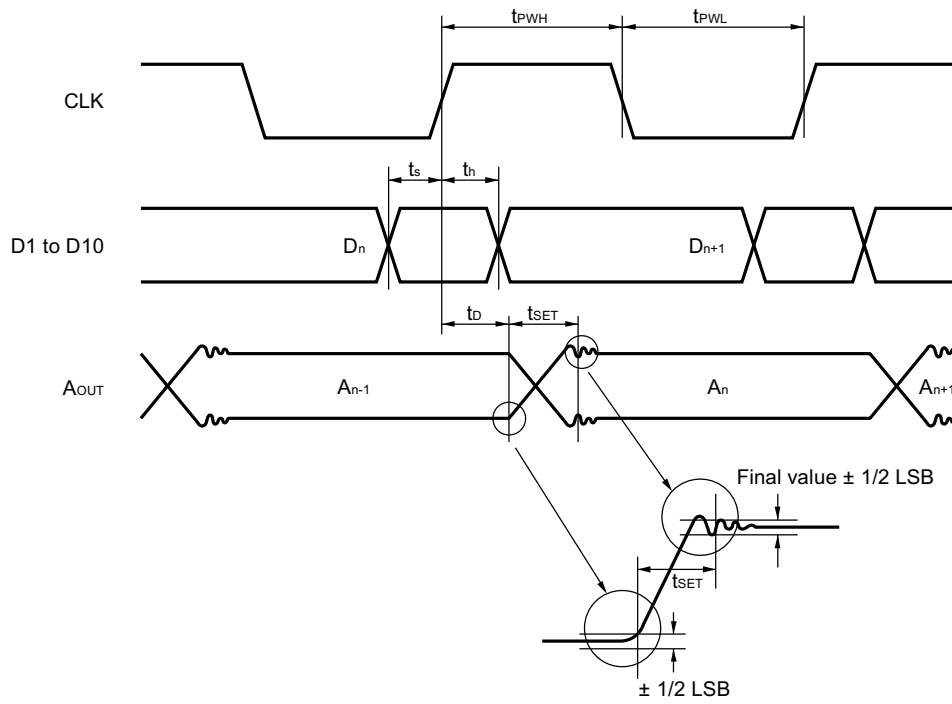 tPWH
tPWL
CLK
ts
th
D1 to D10
Dn
Dn+1
tD
tSET
AOUT
An-1
An
An+1
Final value ± 1/2 LSB
tSET
± 1/2 LSB